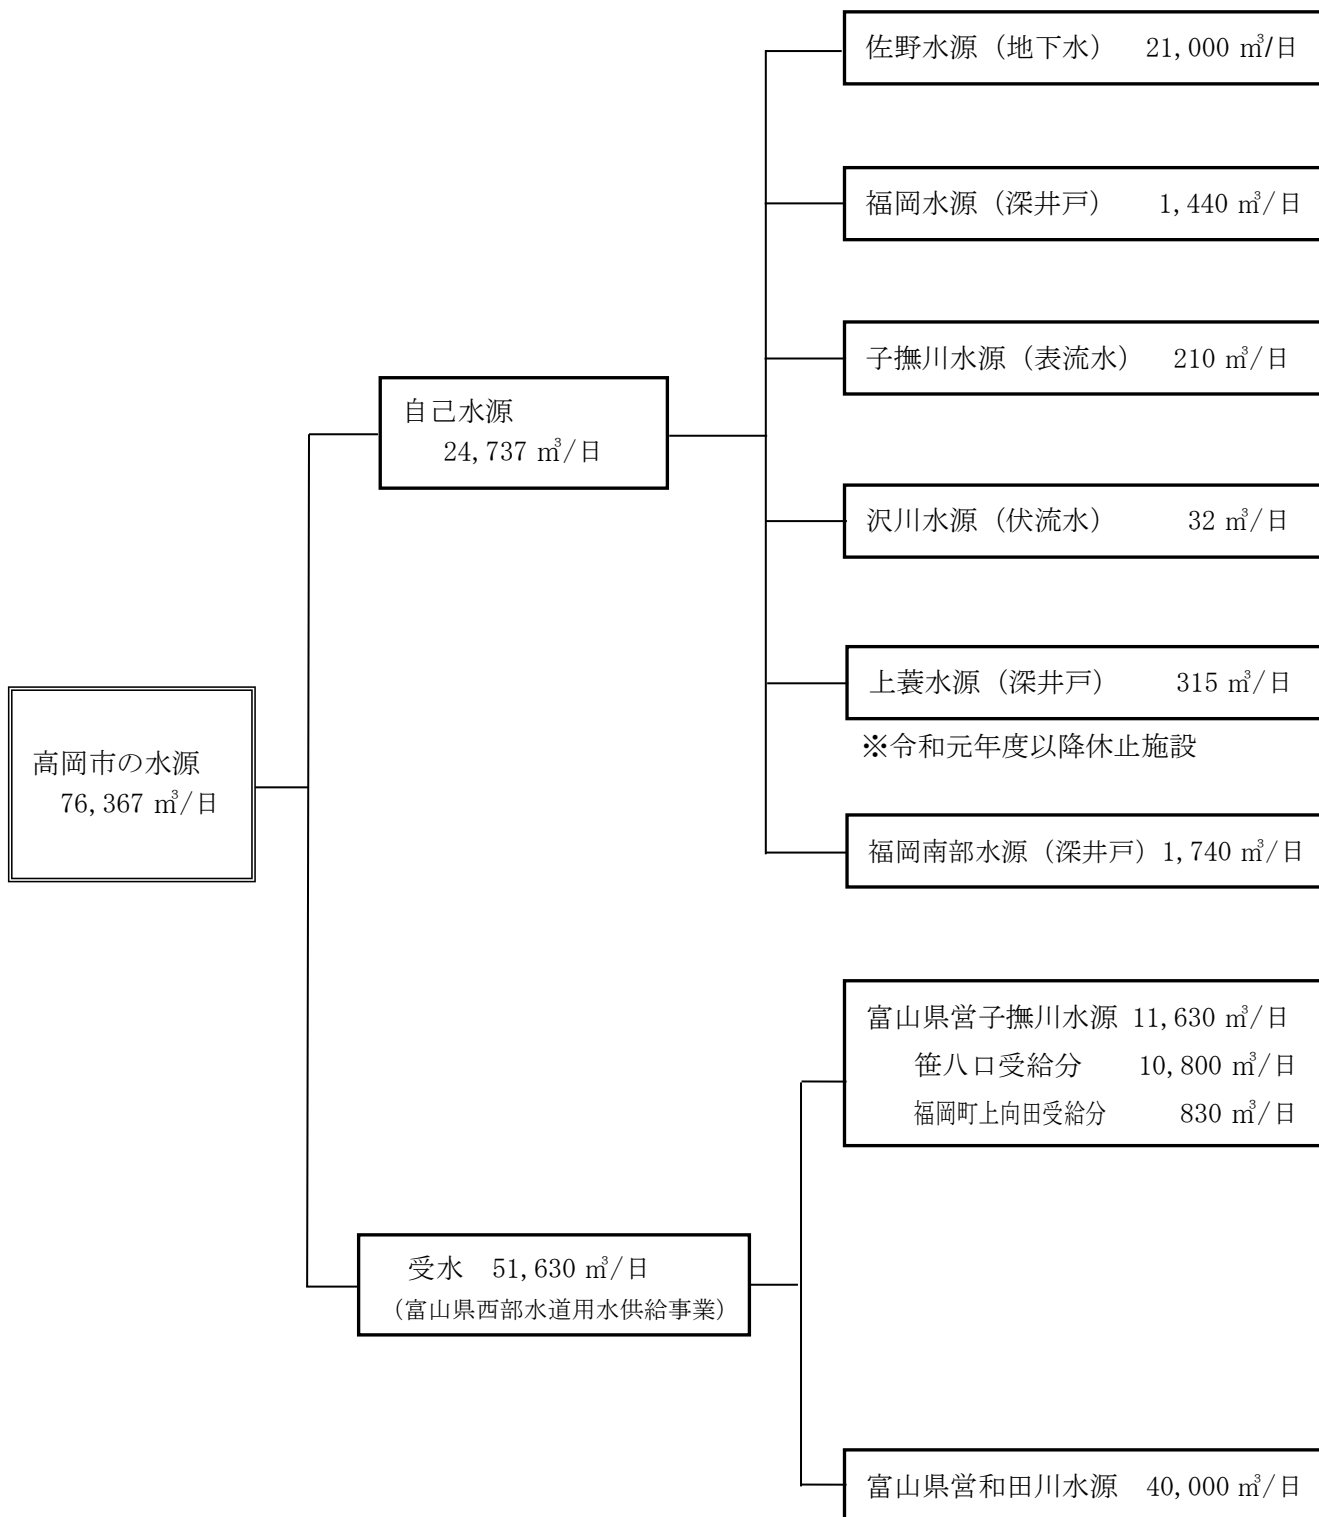 佐野水源（地下水） 21,000 ㎥/日
福岡水源（深井戸） 1,440 ㎥/日
子撫川水源（表流水） 210 ㎥/日
自己水源
24,737 ㎥/日
沢川水源（伏流水） 32 ㎥/日
上蓑水源（深井戸） 315 ㎥/日
※令和元年度以降休止施設
高岡市の水源
76,367 ㎥/日
福岡南部水源（深井戸）1,740 ㎥/日
富山県営子撫川水源 11,630 ㎥/日
笹八口受給分 10,800 ㎥/日
福岡町上向田受給分 830 ㎥/日
受水 51,630 ㎥/日
（富山県西部水道用水供給事業）
富山県営和田川水源 40,000 ㎥/日